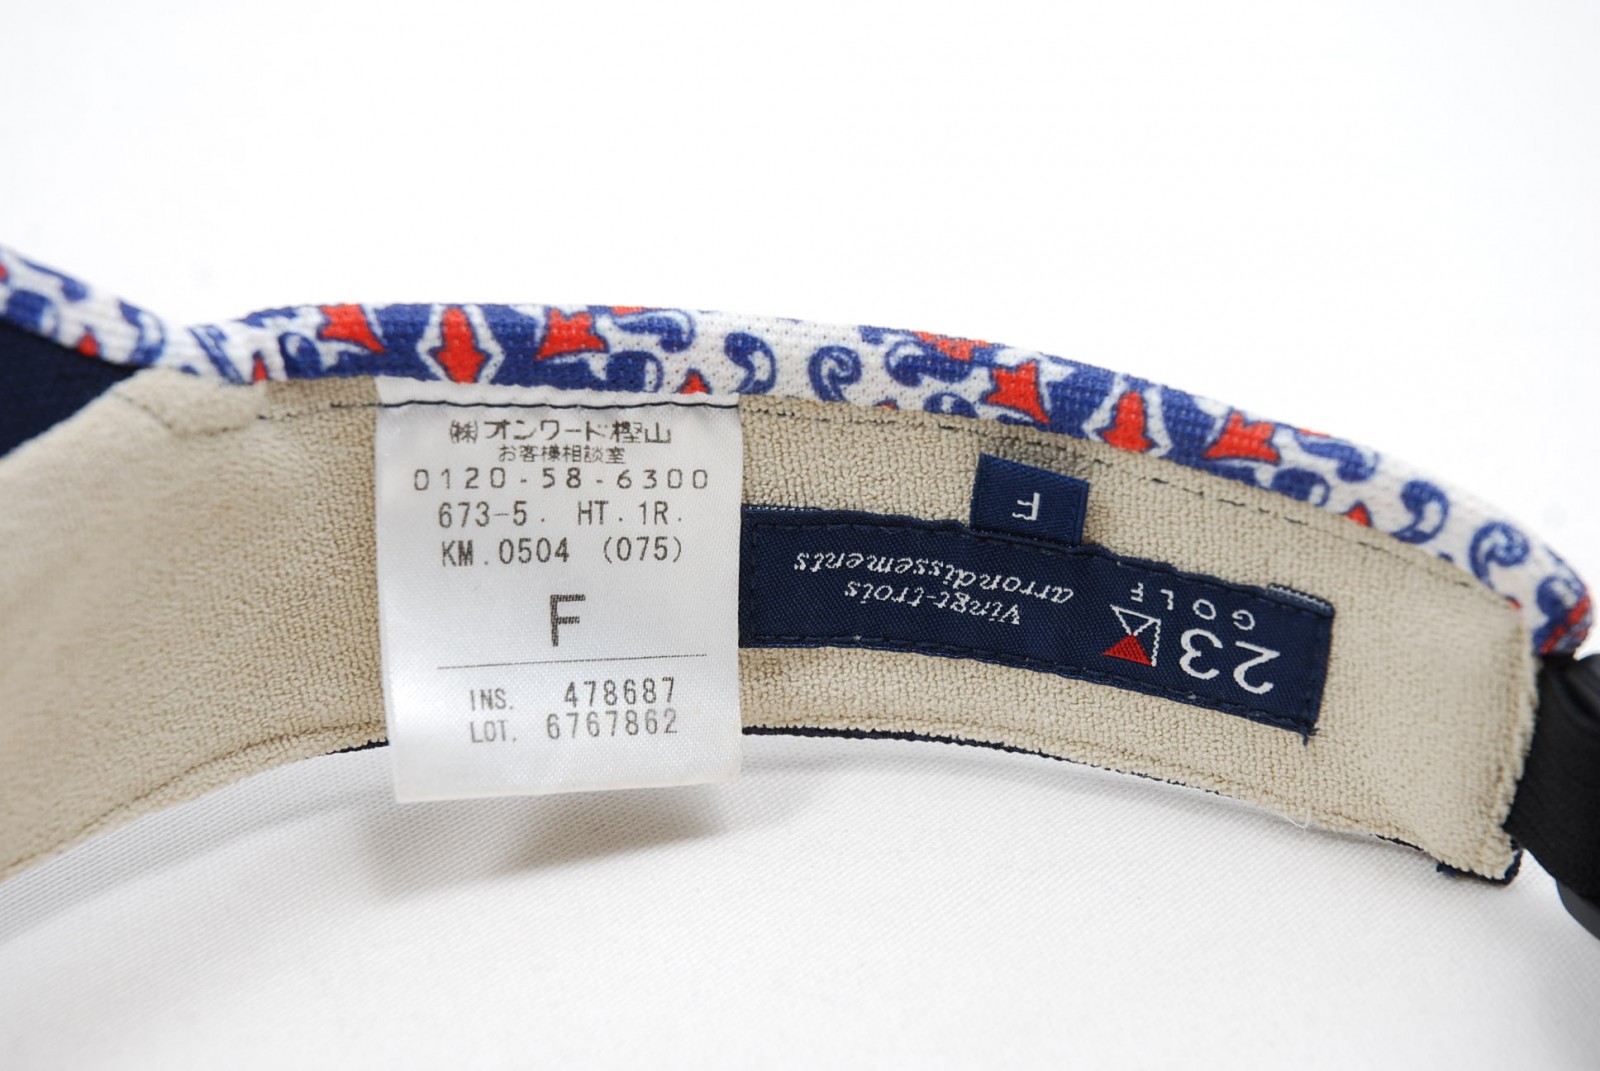 ㈱オンワード樫山
お客様相談室
0120-58-6300
673-5. HT.1R.
KM.0504 (075)
F
INS. 478687
LOT. 6767862
F
23
GOLF
Vingt-trois
arrondissements